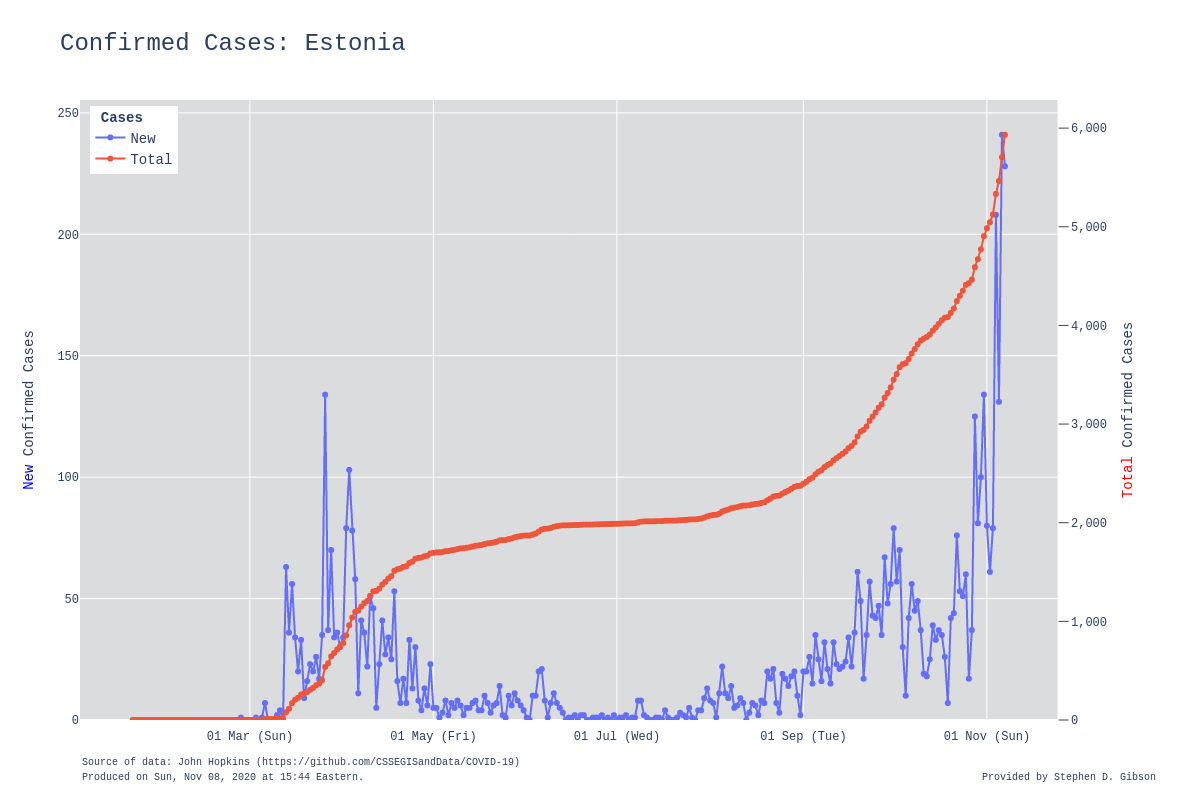 Confirmed Cases: Estonia
Cases
New
Total
250
200
150
100
50
0
6,000
5,000
4,000
3,000
2,000
1,000
0
New Confirmed Cases
Total Confirmed Cases
01 Mar (Sun)
01 May (Fri)
01 Jul (Wed)
01 Sep (Tue)
01 Nov (Sun)
Source of data: John Hopkins (https://github.com/CSSEGISandData/COVID-19)
Produced on Sun, Nov 08, 2020 at 15:44 Eastern.
Provided by Stephen D. Gibson